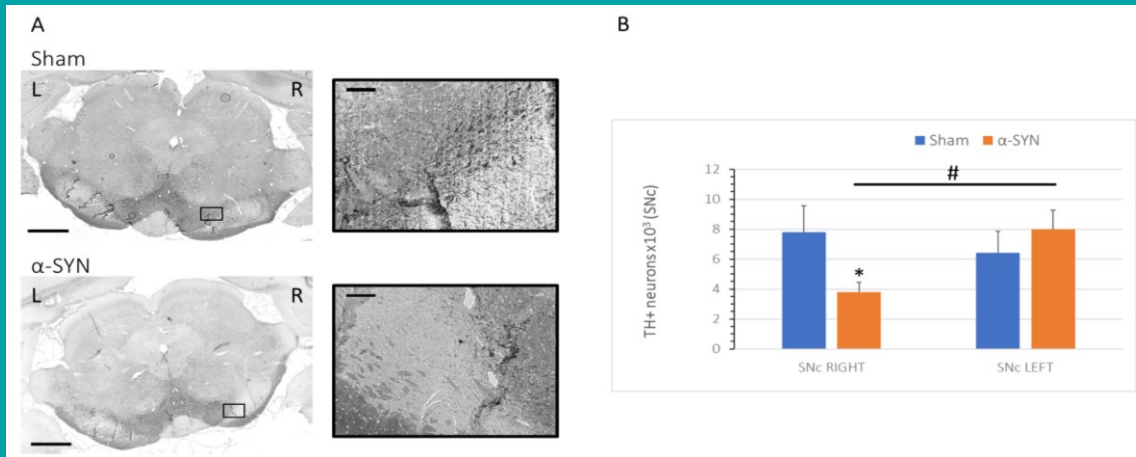 A
Sham
L R
α-SYN
L R
B
Sham α-SYN
#
12
10
8
6
4
2
0
*
TH+ neurons x10³ (SNc)
SNc RIGHT SNc LEFT